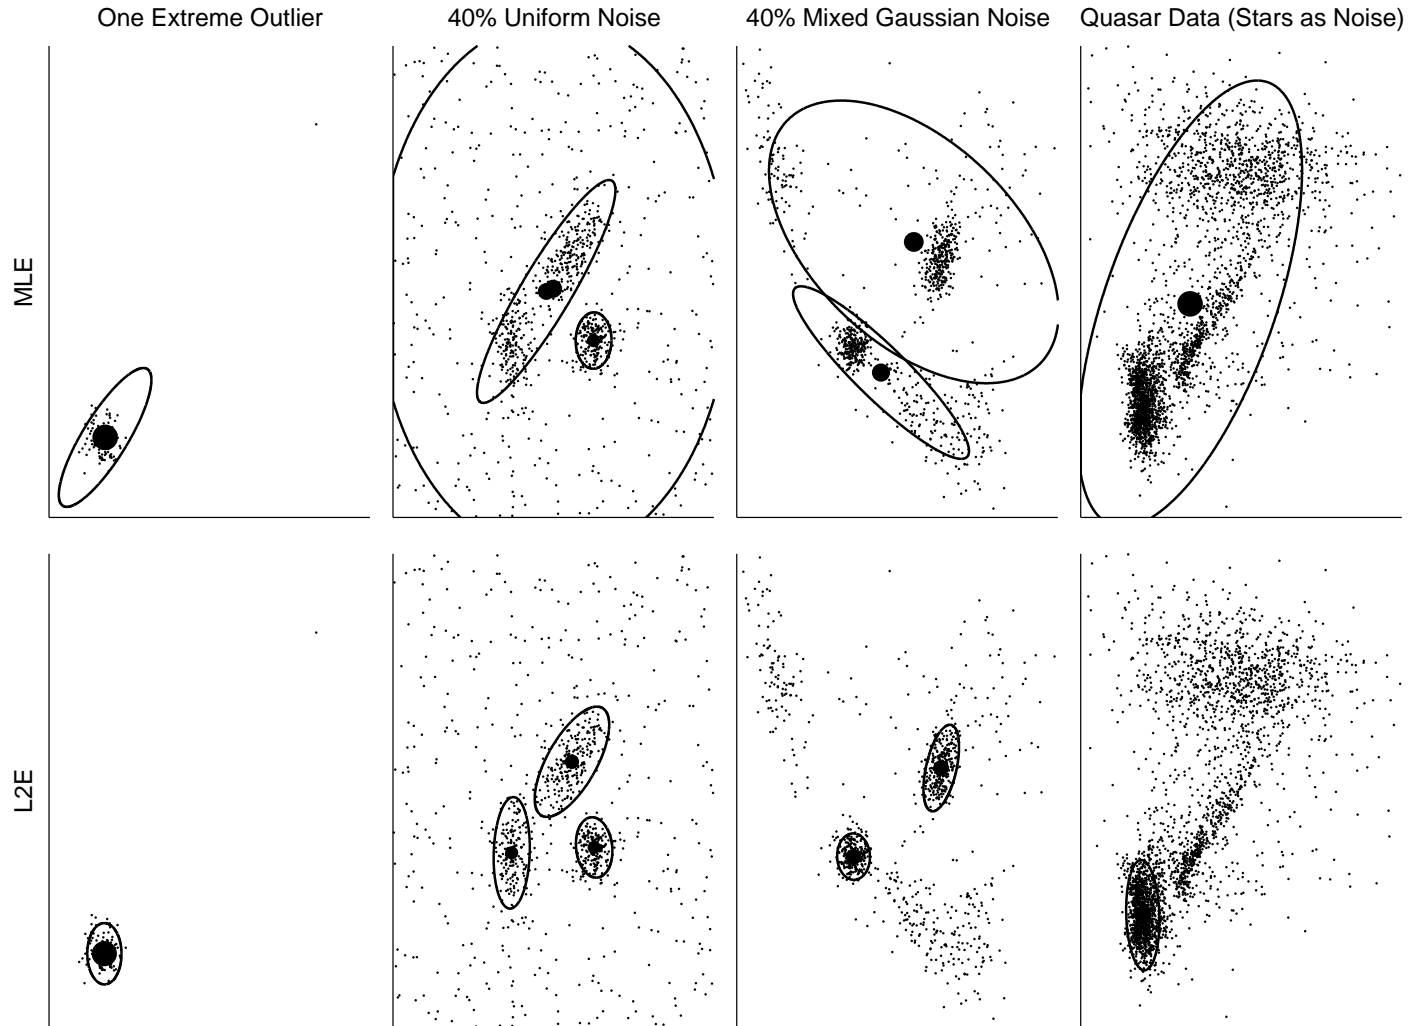 One Extreme Outlier
40% Uniform Noise
40% Mixed Gaussian Noise
Quasar Data (Stars as Noise)
MLE
L2E